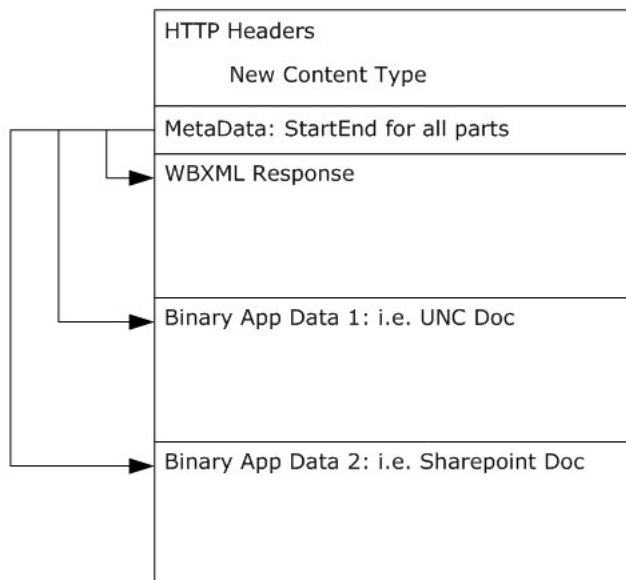 HTTP Headers
New Content Type
MetaData: StartEnd for all parts
WBXML Response
Binary App Data 1: i.e. UNC Doc
Binary App Data 2: i.e. Sharepoint Doc